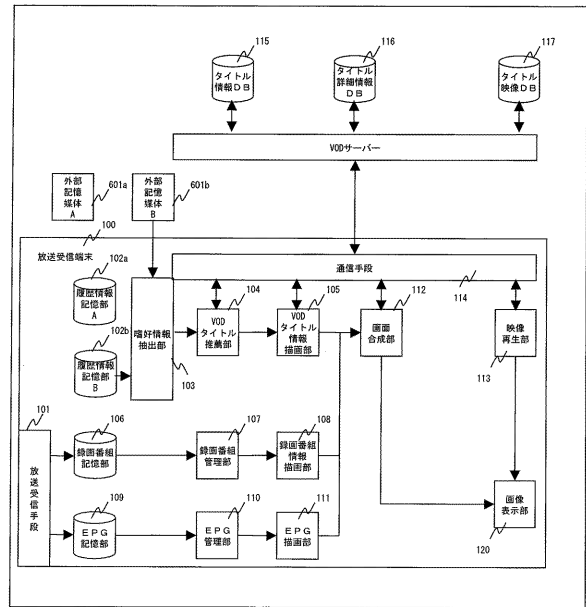 115
116
117
タイトル
情報DB
タイトル
詳細情報
DB
タイトル
映像DB
VODサーバー
外部
記憶
媒体
A
601a
外部
記憶
媒体
B
601b
100
放送受信端末
通信手段
114
102a
履歴情報
記憶部
A
102b
履歴情報
記憶部
B
嗜好情報
抽出部
103
104
VOD
タイトル
推薦部
105
VOD
タイトル
情報
描画部
112
画面
合成部
映像
再生部
113
101
放送受信手段
106
録画番組
記憶部
107
録画番組
管理部
108
録画番組
情報
描画部
109
EPG
記憶部
110
EPG
管理部
111
EPG
描画部
画像
表示部
120